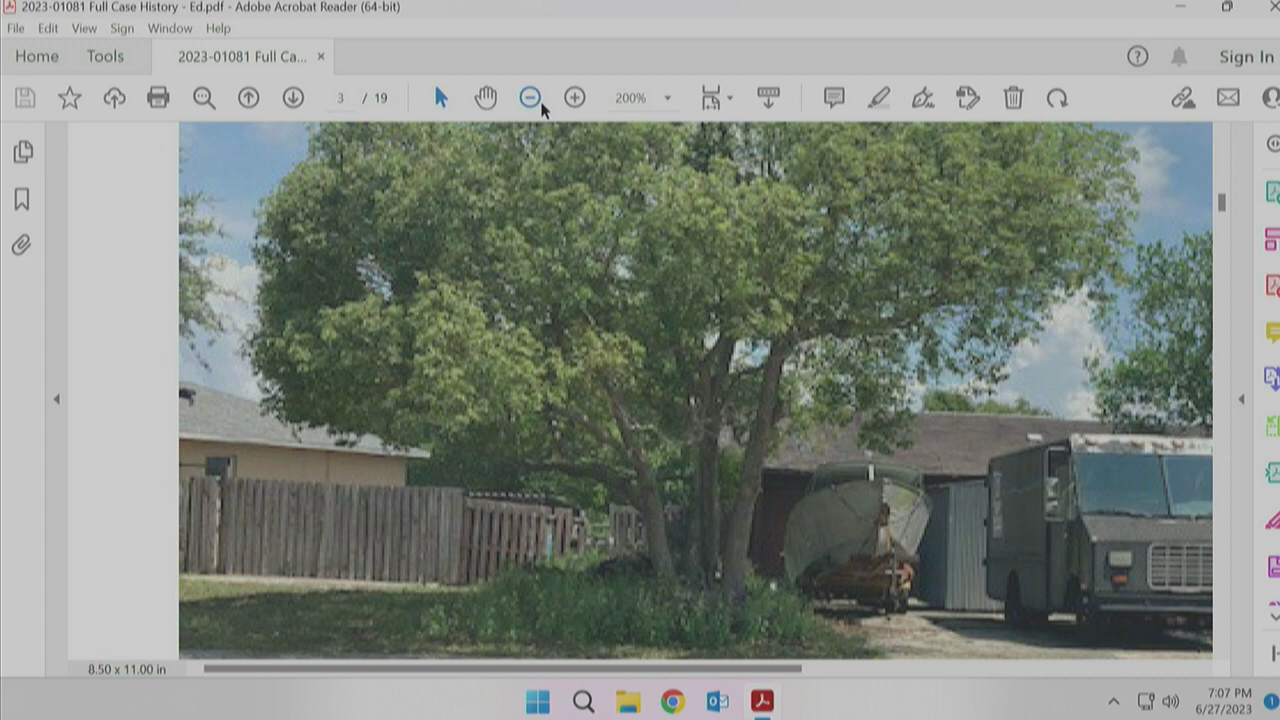 2023-01081 Full Case History - Ed.pdf - Adobe Acrobat Reader (64-bit)
File Edit View Sign Window Help
Home Tools 2023-01081 Full Ca... Sign In
3 / 19 200%
8.50 x 11.00 in
7:07 PM
6/27/2023
1